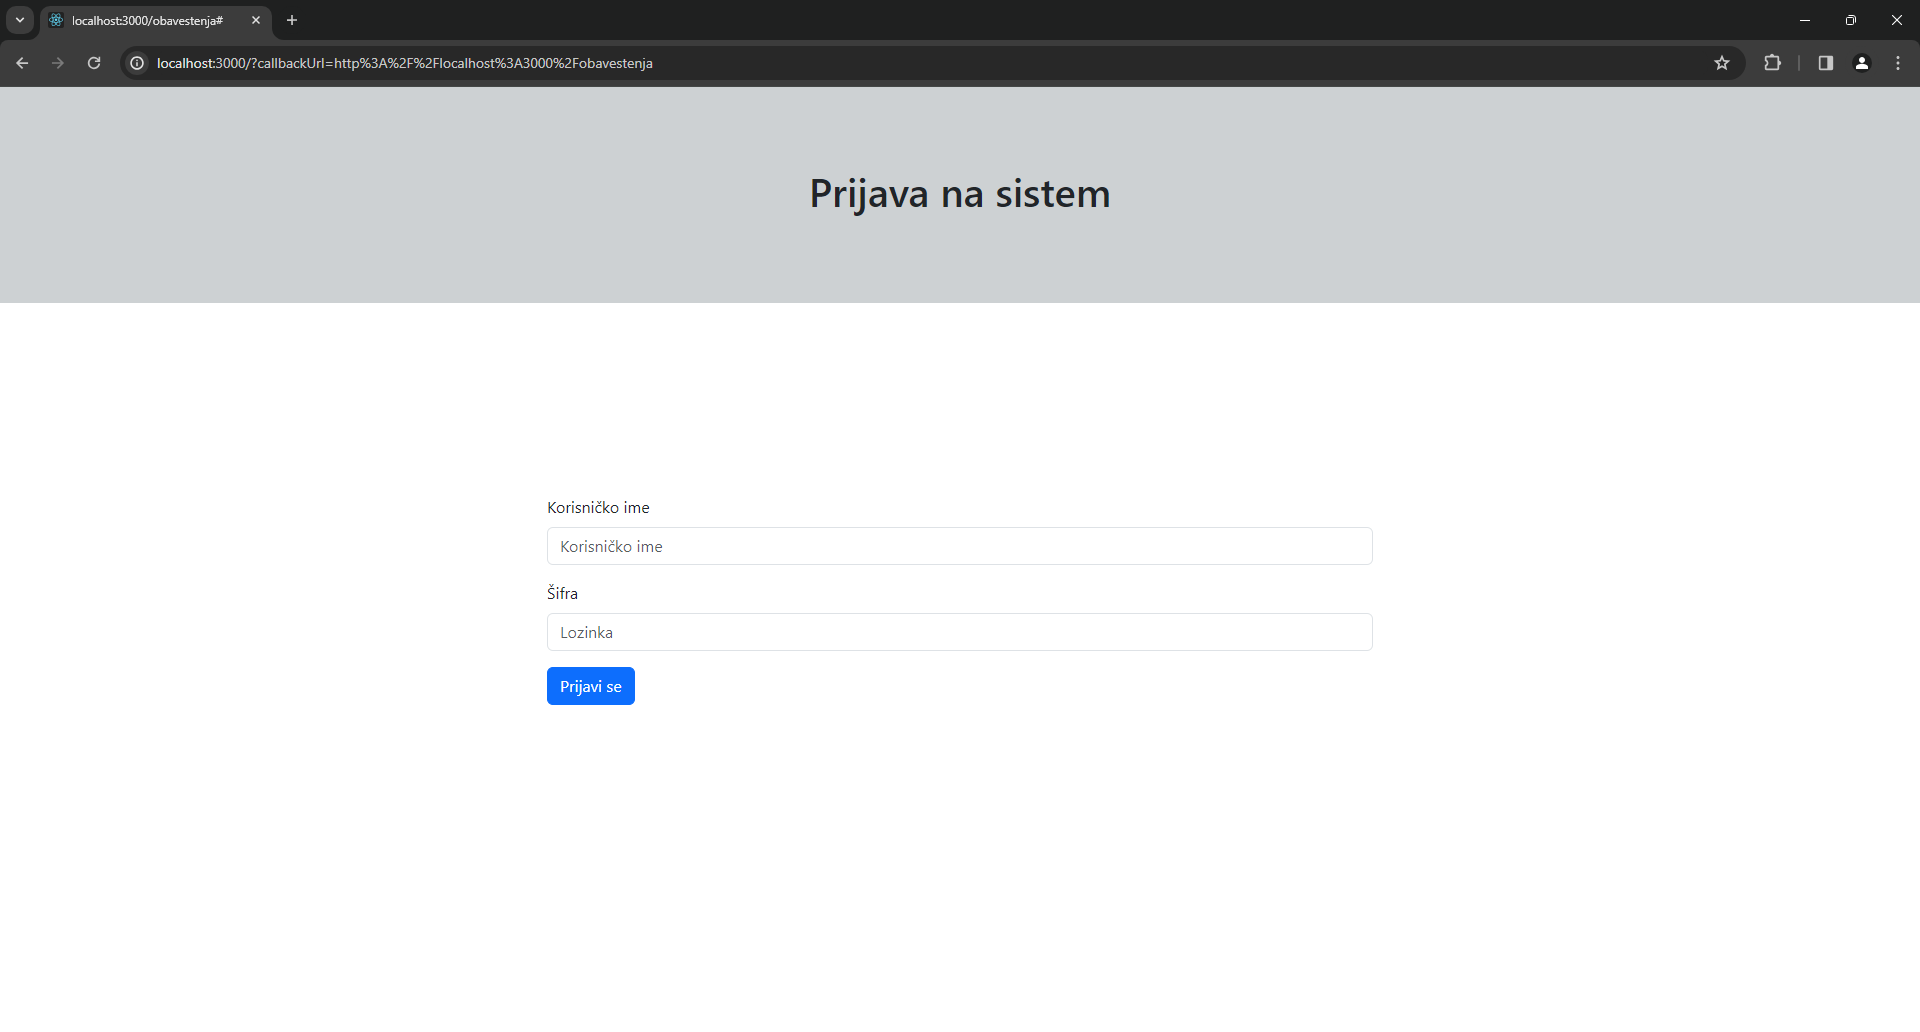 localhost:3000/obavestenja#
localhost:3000/?callbackUrl=http%3A%2F%2Flocalhost%3A3000%2Fobavestenja
Prijava na sistem
Korisničko ime
Korisničko ime
Šifra
Lozinka
Prijavi se